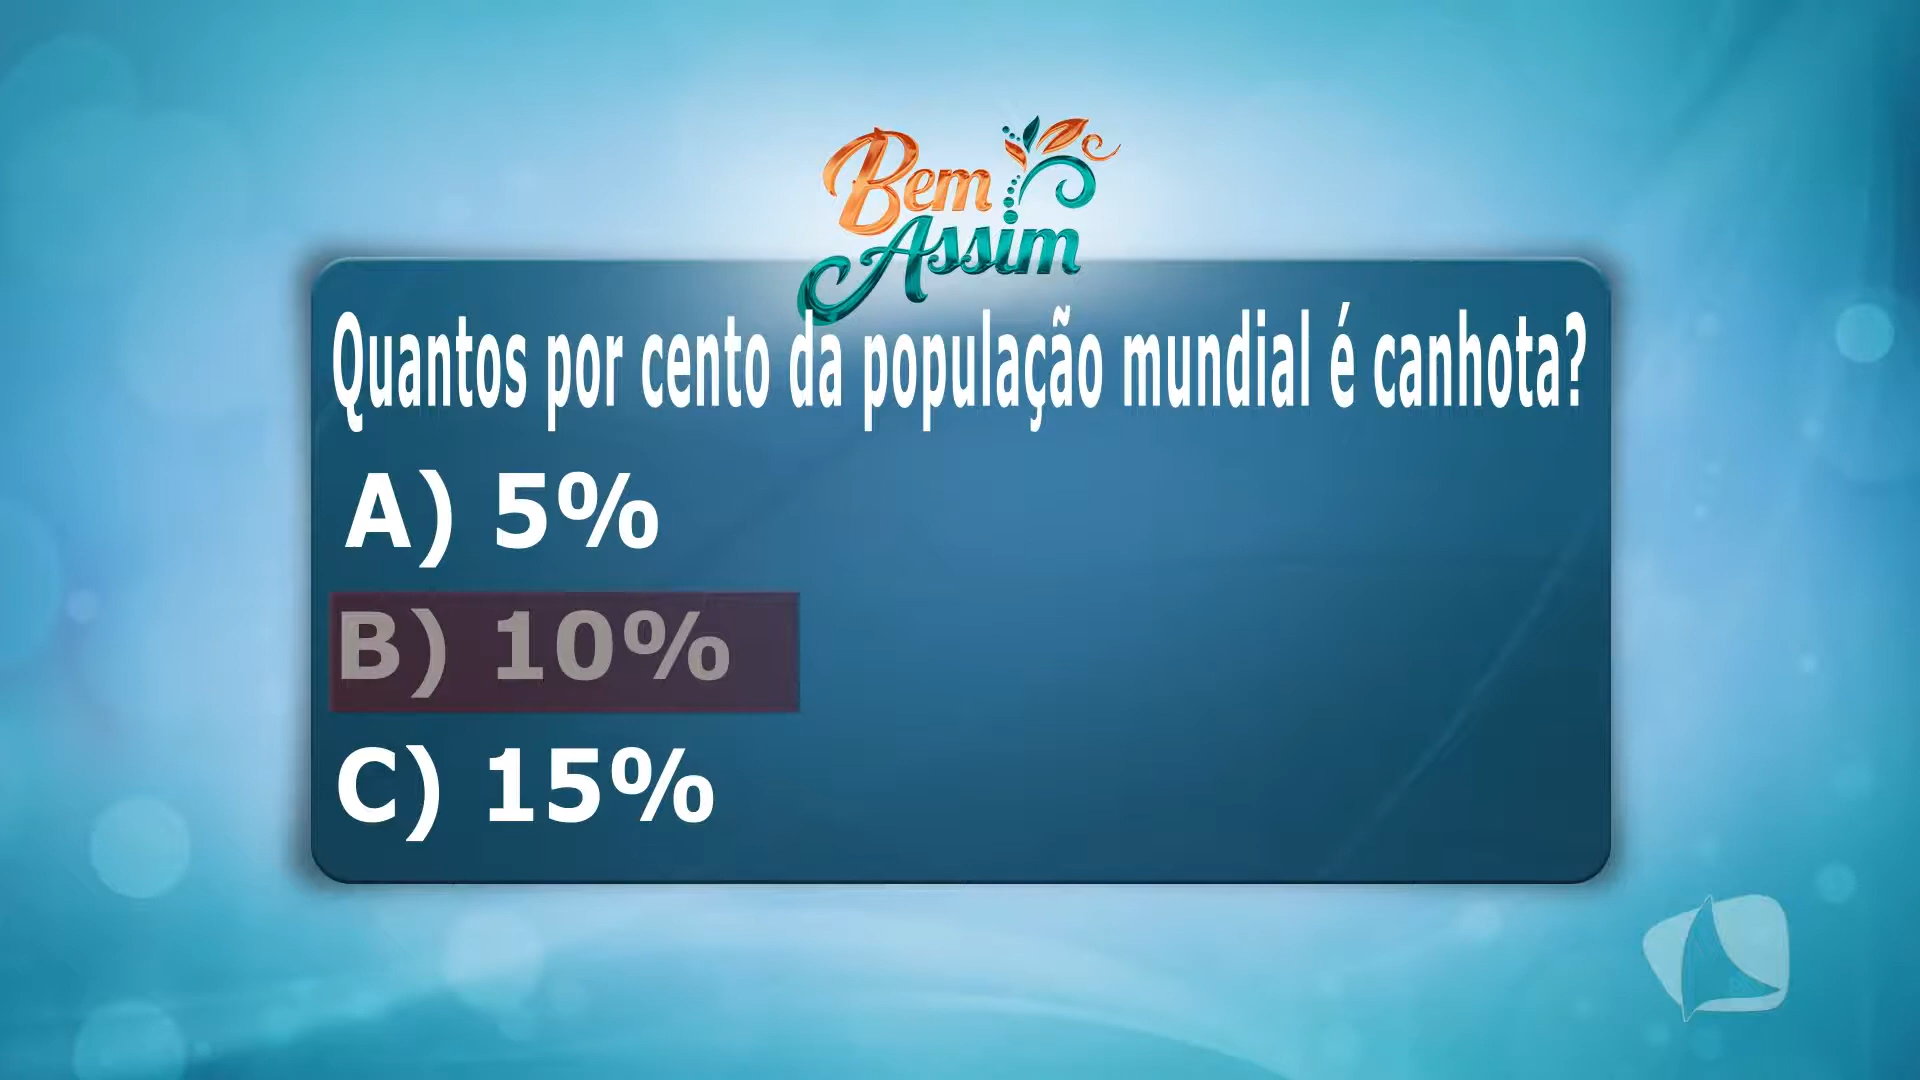 Bem
Assim
Quantos por cento da população mundial é canhota?
A) 5%
B) 10%
C) 15%